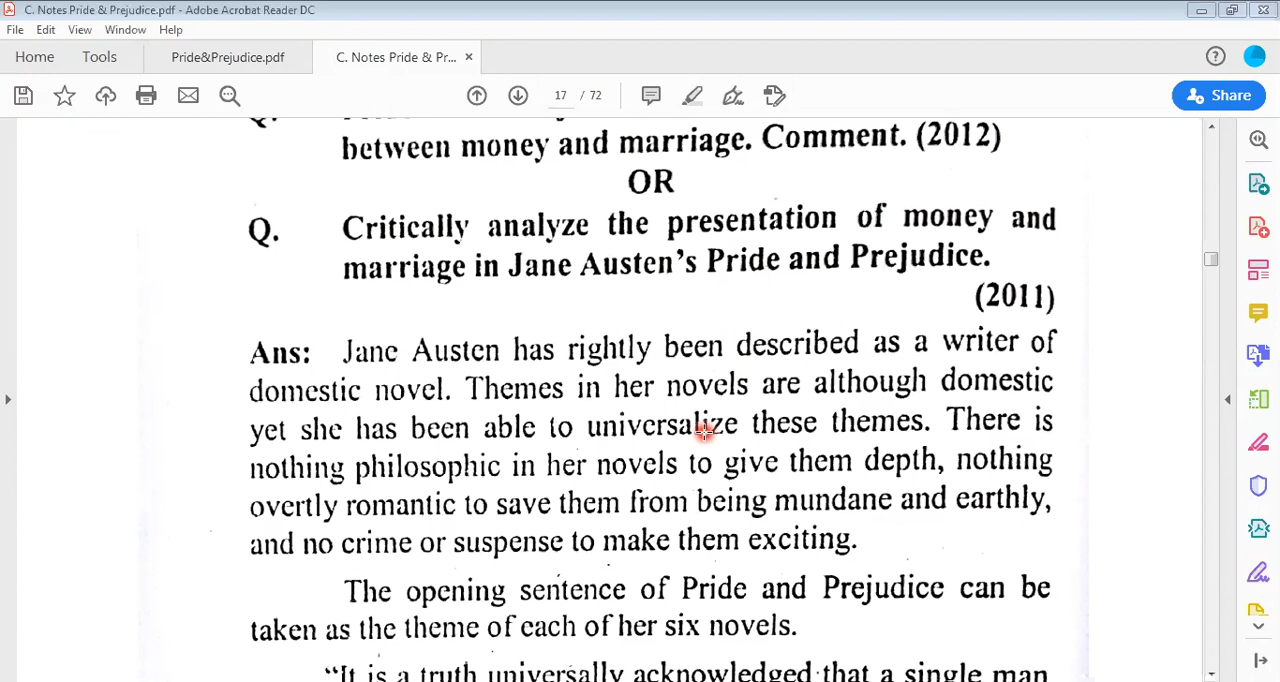 C. Notes Pride & Prejudice.pdf - Adobe Acrobat Reader DC
File Edit View Window Help
Home Tools Pride&Prejudice.pdf C. Notes Pride & Pr... ×
17 / 72
Share
between money and marriage. Comment. (2012)
OR
Q. Critically analyze the presentation of money and
marriage in Jane Austen's Pride and Prejudice.
(2011)
Ans: Jane Austen has rightly been described as a writer of
domestic novel. Themes in her novels are although domestic
yet she has been able to universalize these themes. There is
nothing philosophic in her novels to give them depth, nothing
overtly romantic to save them from being mundane and earthly,
and no crime or suspense to make them exciting.
The opening sentence of Pride and Prejudice can be
taken as the theme of each of her six novels.
"It is a truth universally acknowledged that a single man